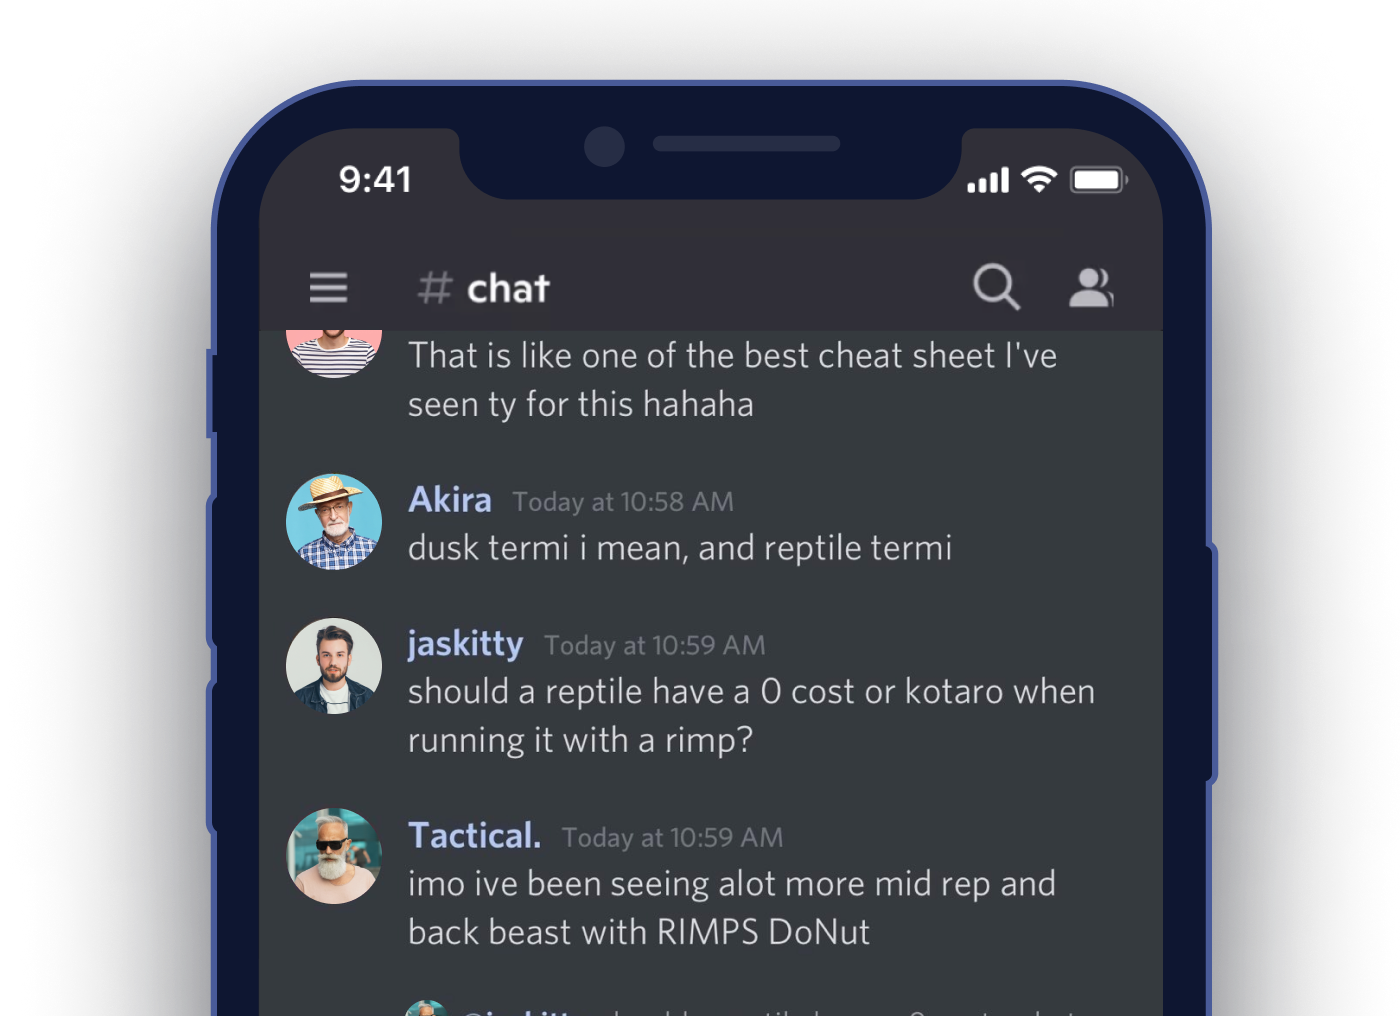 9:41
# chat
That is like one of the best cheat sheet I've
seen ty for this hahaha
Akira Today at 10:58 AM
dusk termi i mean, and reptile termi
jaskitty Today at 10:59 AM
should a reptile have a 0 cost or kotaro when
running it with a rimp?
Tactical. Today at 10:59 AM
imo ive been seeing alot more mid rep and
back beast with RIMPS DoNut